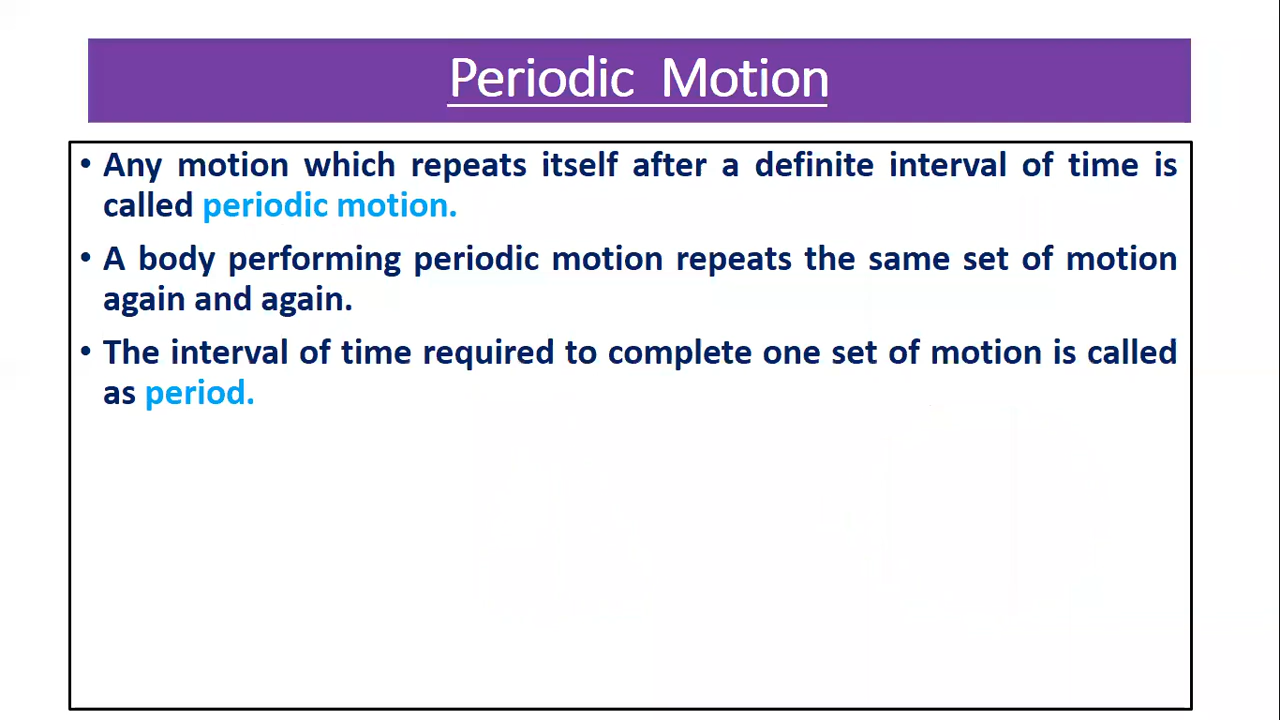 Periodic Motion
• Any motion which repeats itself after a definite interval of time is
called periodic motion.
• A body performing periodic motion repeats the same set of motion
again and again.
• The interval of time required to complete one set of motion is called
as period.